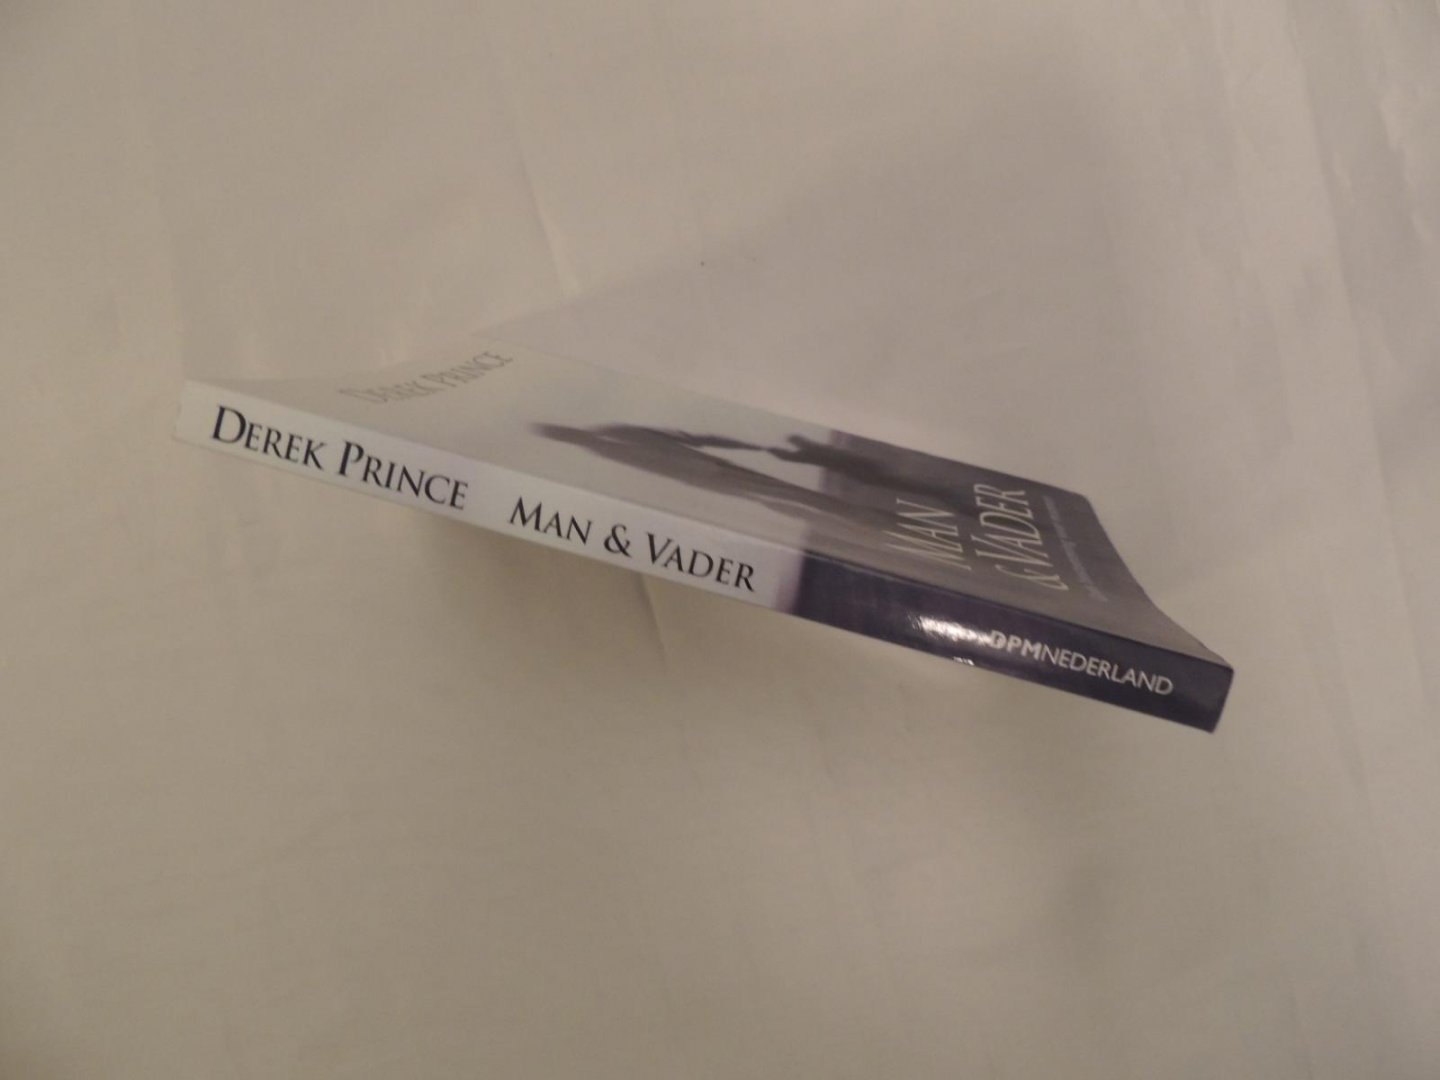 DEREK PRINCE MAN & VADER DPMNEDERLAND
DEREK PRINCE
MAN
& VADER